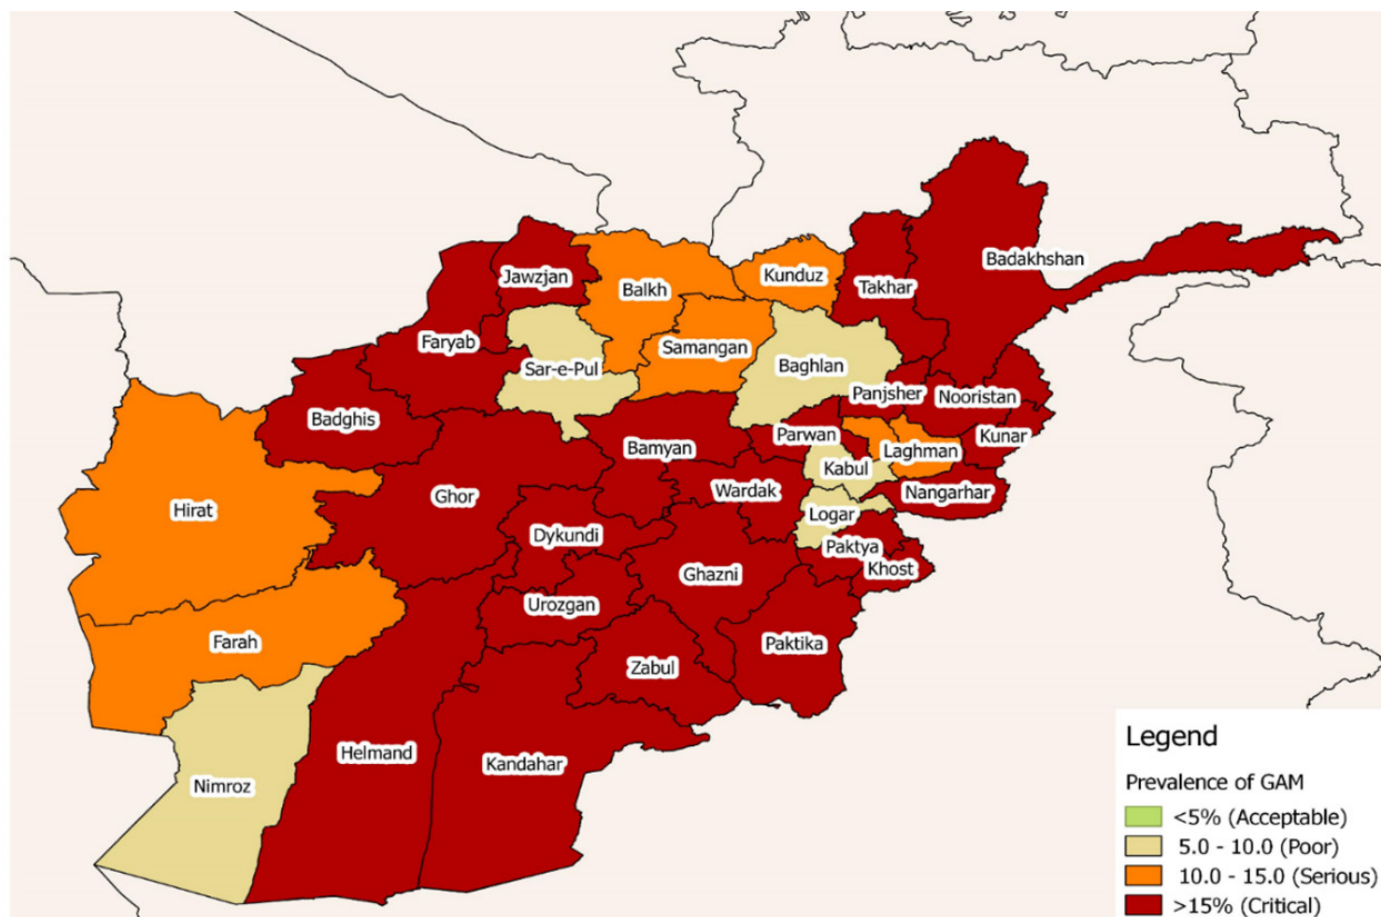 Badakhshan
Jawzjan
Kunduz
Takhar
Balkh
Faryab
Samangan
Sar-e-Pul
Baghlan
Panjsher
Nooristan
Badghis
Parwan
Kunar
Bamyan
Laghman
Kabul
Wardak
Nangarhar
Ghor
Hirat
Logar
Dykundi
Paktya
Khost
Ghazni
Urozgan
Farah
Paktika
Zabul
Helmand
Kandahar
Nimroz
Legend
Prevalence of GAM
<5% (Acceptable)
5.0 - 10.0 (Poor)
10.0 - 15.0 (Serious)
>15% (Critical)